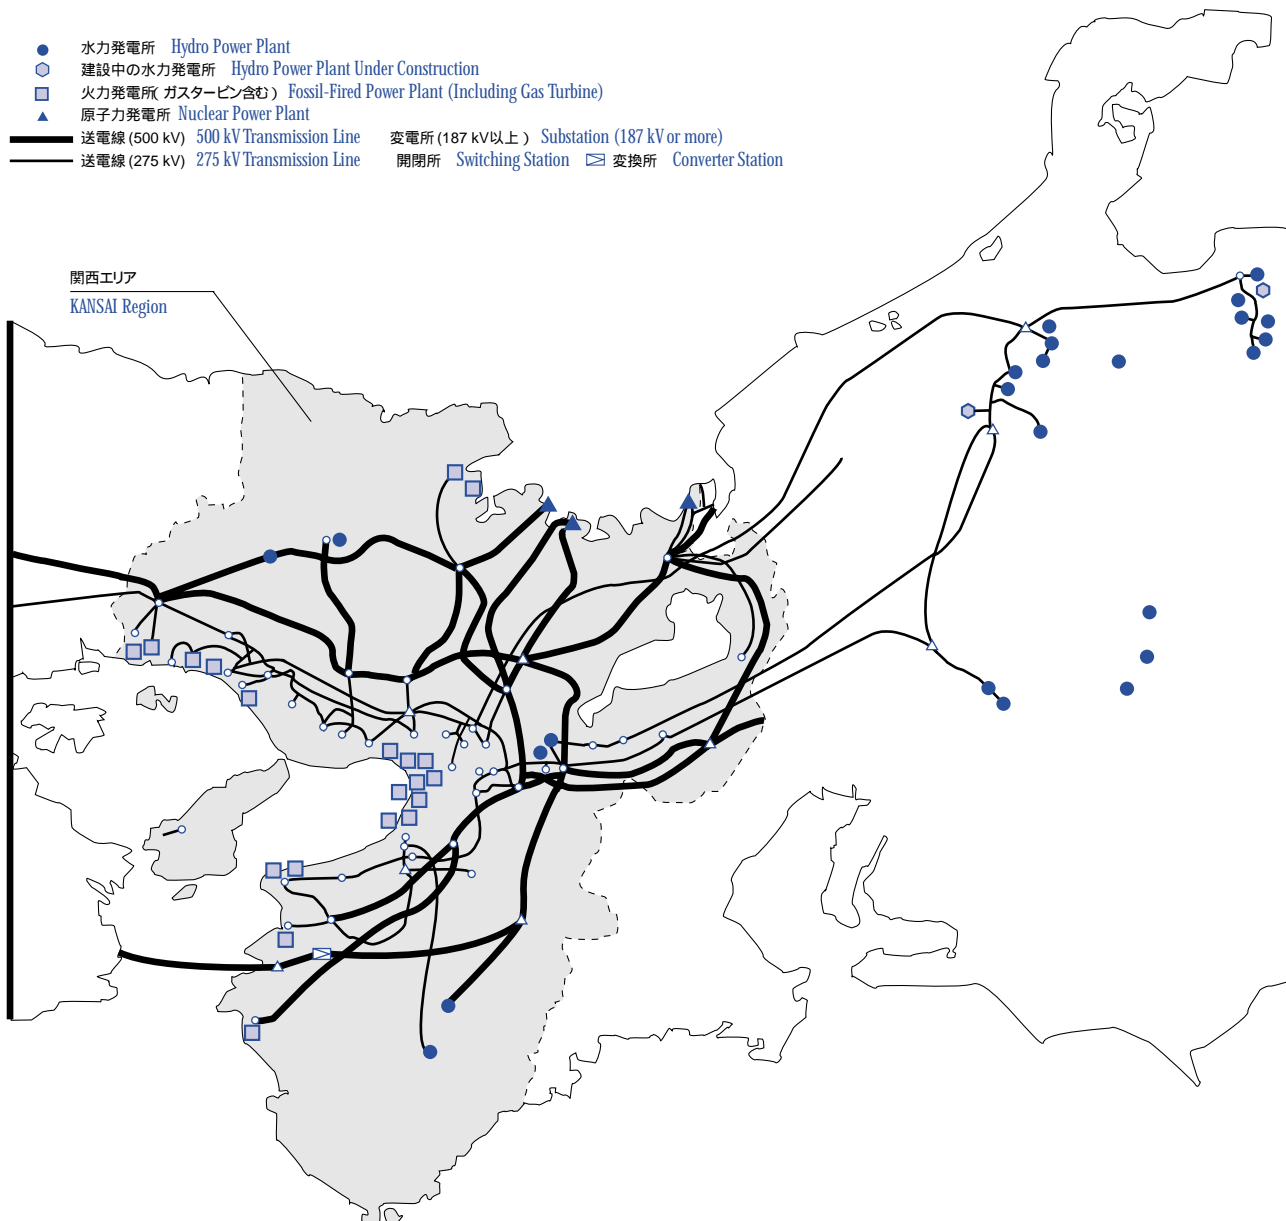 水力発電所 Hydro Power Plant
建設中の水力発電所 Hydro Power Plant Under Construction
火力発電所(ガスタービン含む) Fossil-Fired Power Plant (Including Gas Turbine)
原子力発電所 Nuclear Power Plant
送電線 (500 kV) 500 kV Transmission Line 変電所 (187 kV以上) Substation (187 kV or more)
送電線 (275 kV) 275 kV Transmission Line 開閉所 Switching Station 変換所 Converter Station
関西エリア
KANSAI Region